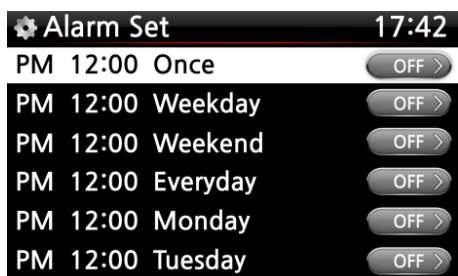 Alarm Set 17:42
PM 12:00 Once OFF
PM 12:00 Weekday OFF
PM 12:00 Weekend OFF
PM 12:00 Everyday OFF
PM 12:00 Monday OFF
PM 12:00 Tuesday OFF